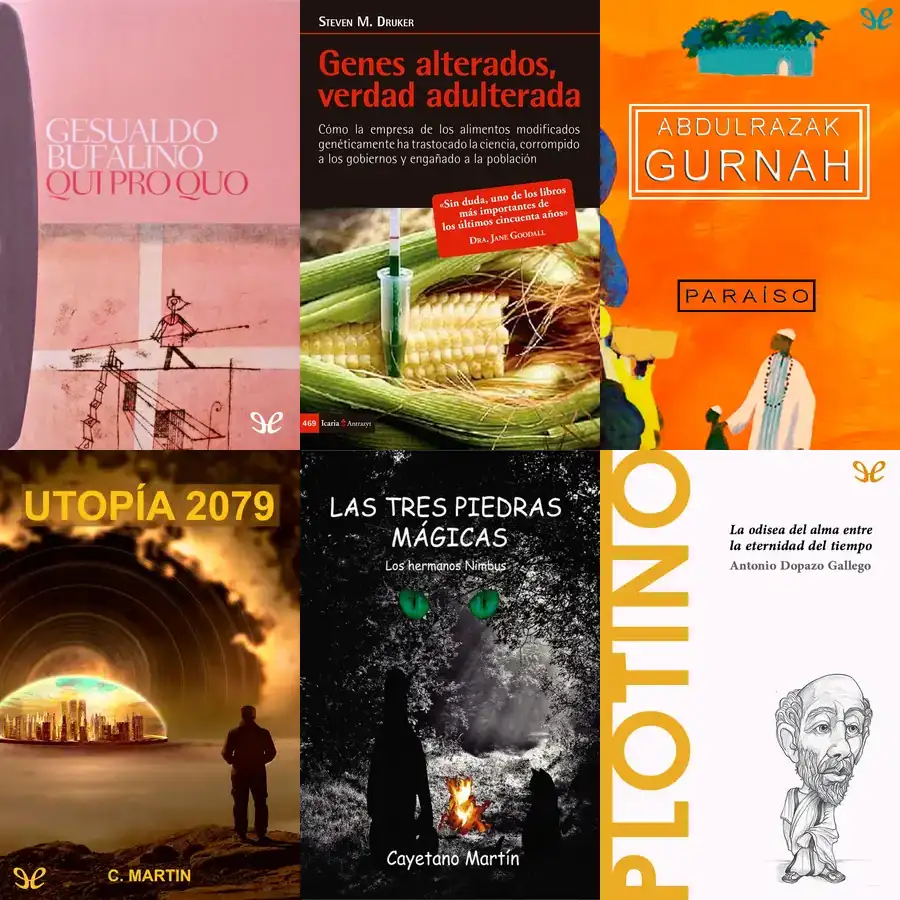 GESUALDO
BUFALINO
QUI PRO QUO
STEVEN M. DRUKER
Genes alterados,
verdad adulterada
Cómo la empresa de los alimentos modificados
genéticamente ha trastocado la ciencia, corrompido
a los gobiernos y engañado a la población
«Sin duda, uno de los libros
más importantes de
los últimos cincuenta años»
DRA. JANE GOODALL
469 Icaria Antrazyt
ABDULRAZAK
GURNAH
PARAÍSO
UTOPÍA 2079
C. MARTIN
LAS TRES PIEDRAS
MÁGICAS
Los hermanos Nimbus
Cayetano Martín
PLOTINO
La odisea del alma entre
la eternidad del tiempo
Antonio Dopazo Gallego